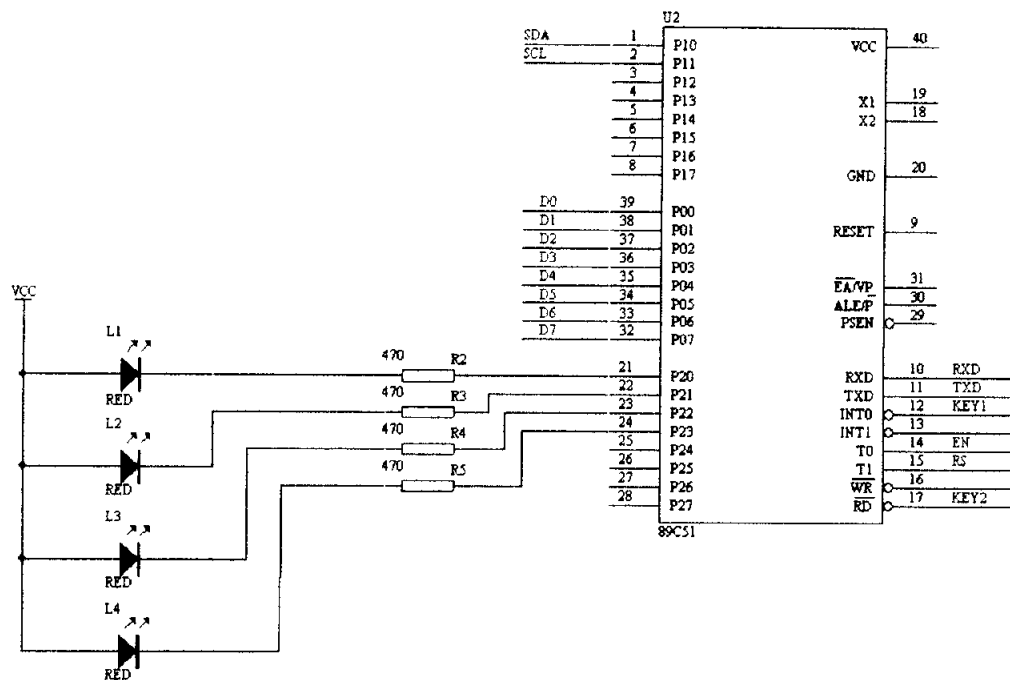 U2
SDA 1 P10
SCL 2 P11
3 P12
4 P13
5 P14
6 P15
7 P16
8 P17
D0 39 P00
D1 38 P01
D2 37 P02
D3 36 P03
D4 35 P04
D5 34 P05
D6 33 P06
D7 32 P07
21 P20
22 P21
23 P22
24 P23
25 P24
26 P25
27 P26
28 P27
VCC 40
X1 19
X2 18
GND 20
RESET 9
EA/VP 31
ALE/P 30
PSEN 29
RXD 10 RXD
TXD 11 TXD
INT0 12 KEY1
INT1 13
T0 14 EN
T1 15 RS
WR 16
RD 17 KEY2
89C51
VCC
L1
RED
L2
RED
L3
RED
L4
RED
470 R2
470 R3
470 R4
470 R5